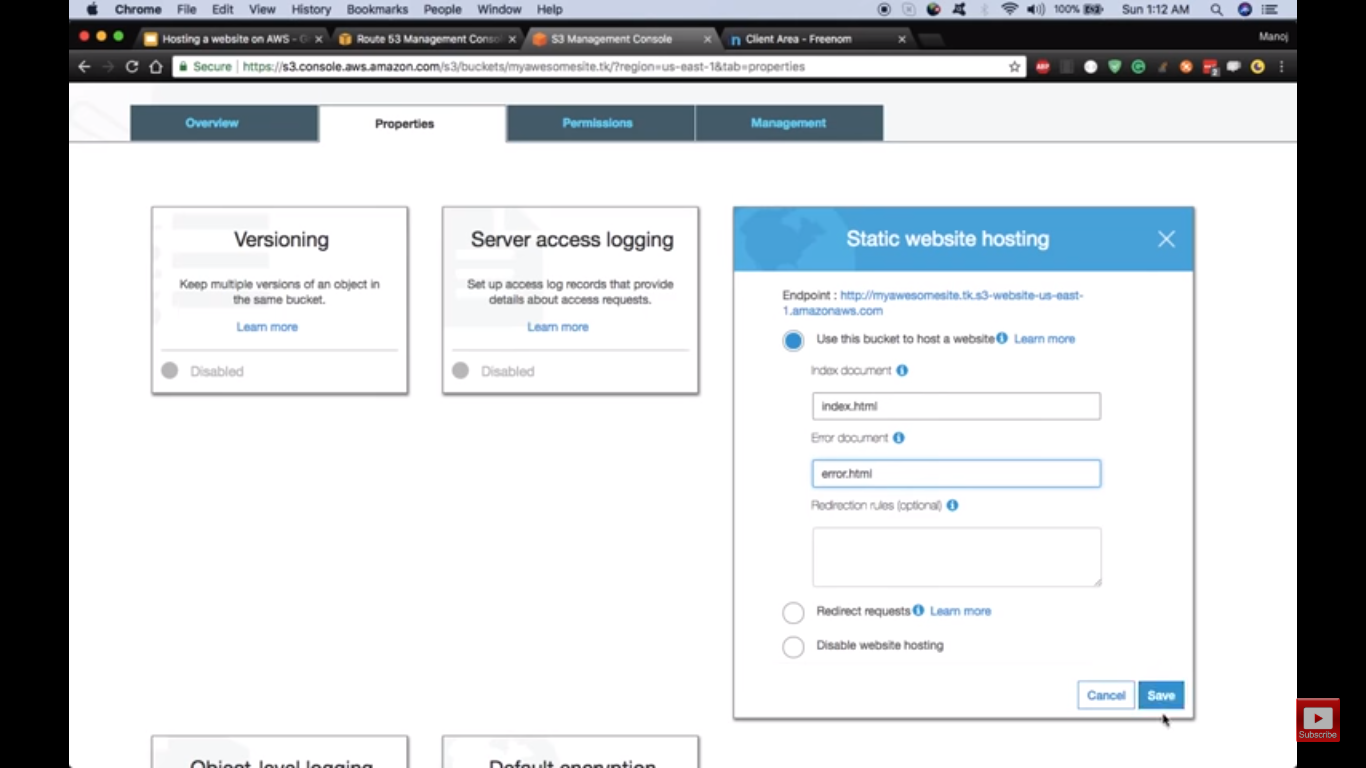 Chrome File Edit View History Bookmarks People Window Help 100% Sun 1:12 AM
Hosting a website on AWS - G Route 53 Management Conso S3 Management Console Client Area - Freenom Manoj
Secure https://s3.console.aws.amazon.com/s3/buckets/myawesomesite.tk/?region=us-east-1&tab=properties
Overview Properties Permissions Management
Versioning
Keep multiple versions of an object in
the same bucket.
Learn more
Disabled
Server access logging
Set up access log records that provide
details about access requests.
Learn more
Disabled
Static website hosting
Endpoint : http://myawesomesite.tk.s3-website-us-east-
1.amazonaws.com
Use this bucket to host a website Learn more
Index document
index.html
Error document
error.html
Redirection rules (optional)
Redirect requests Learn more
Disable website hosting
Cancel Save
Object-level logging
Default encryption
Subscribe